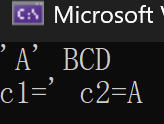 Microsoft
'A' BCD
c1=' c2=A